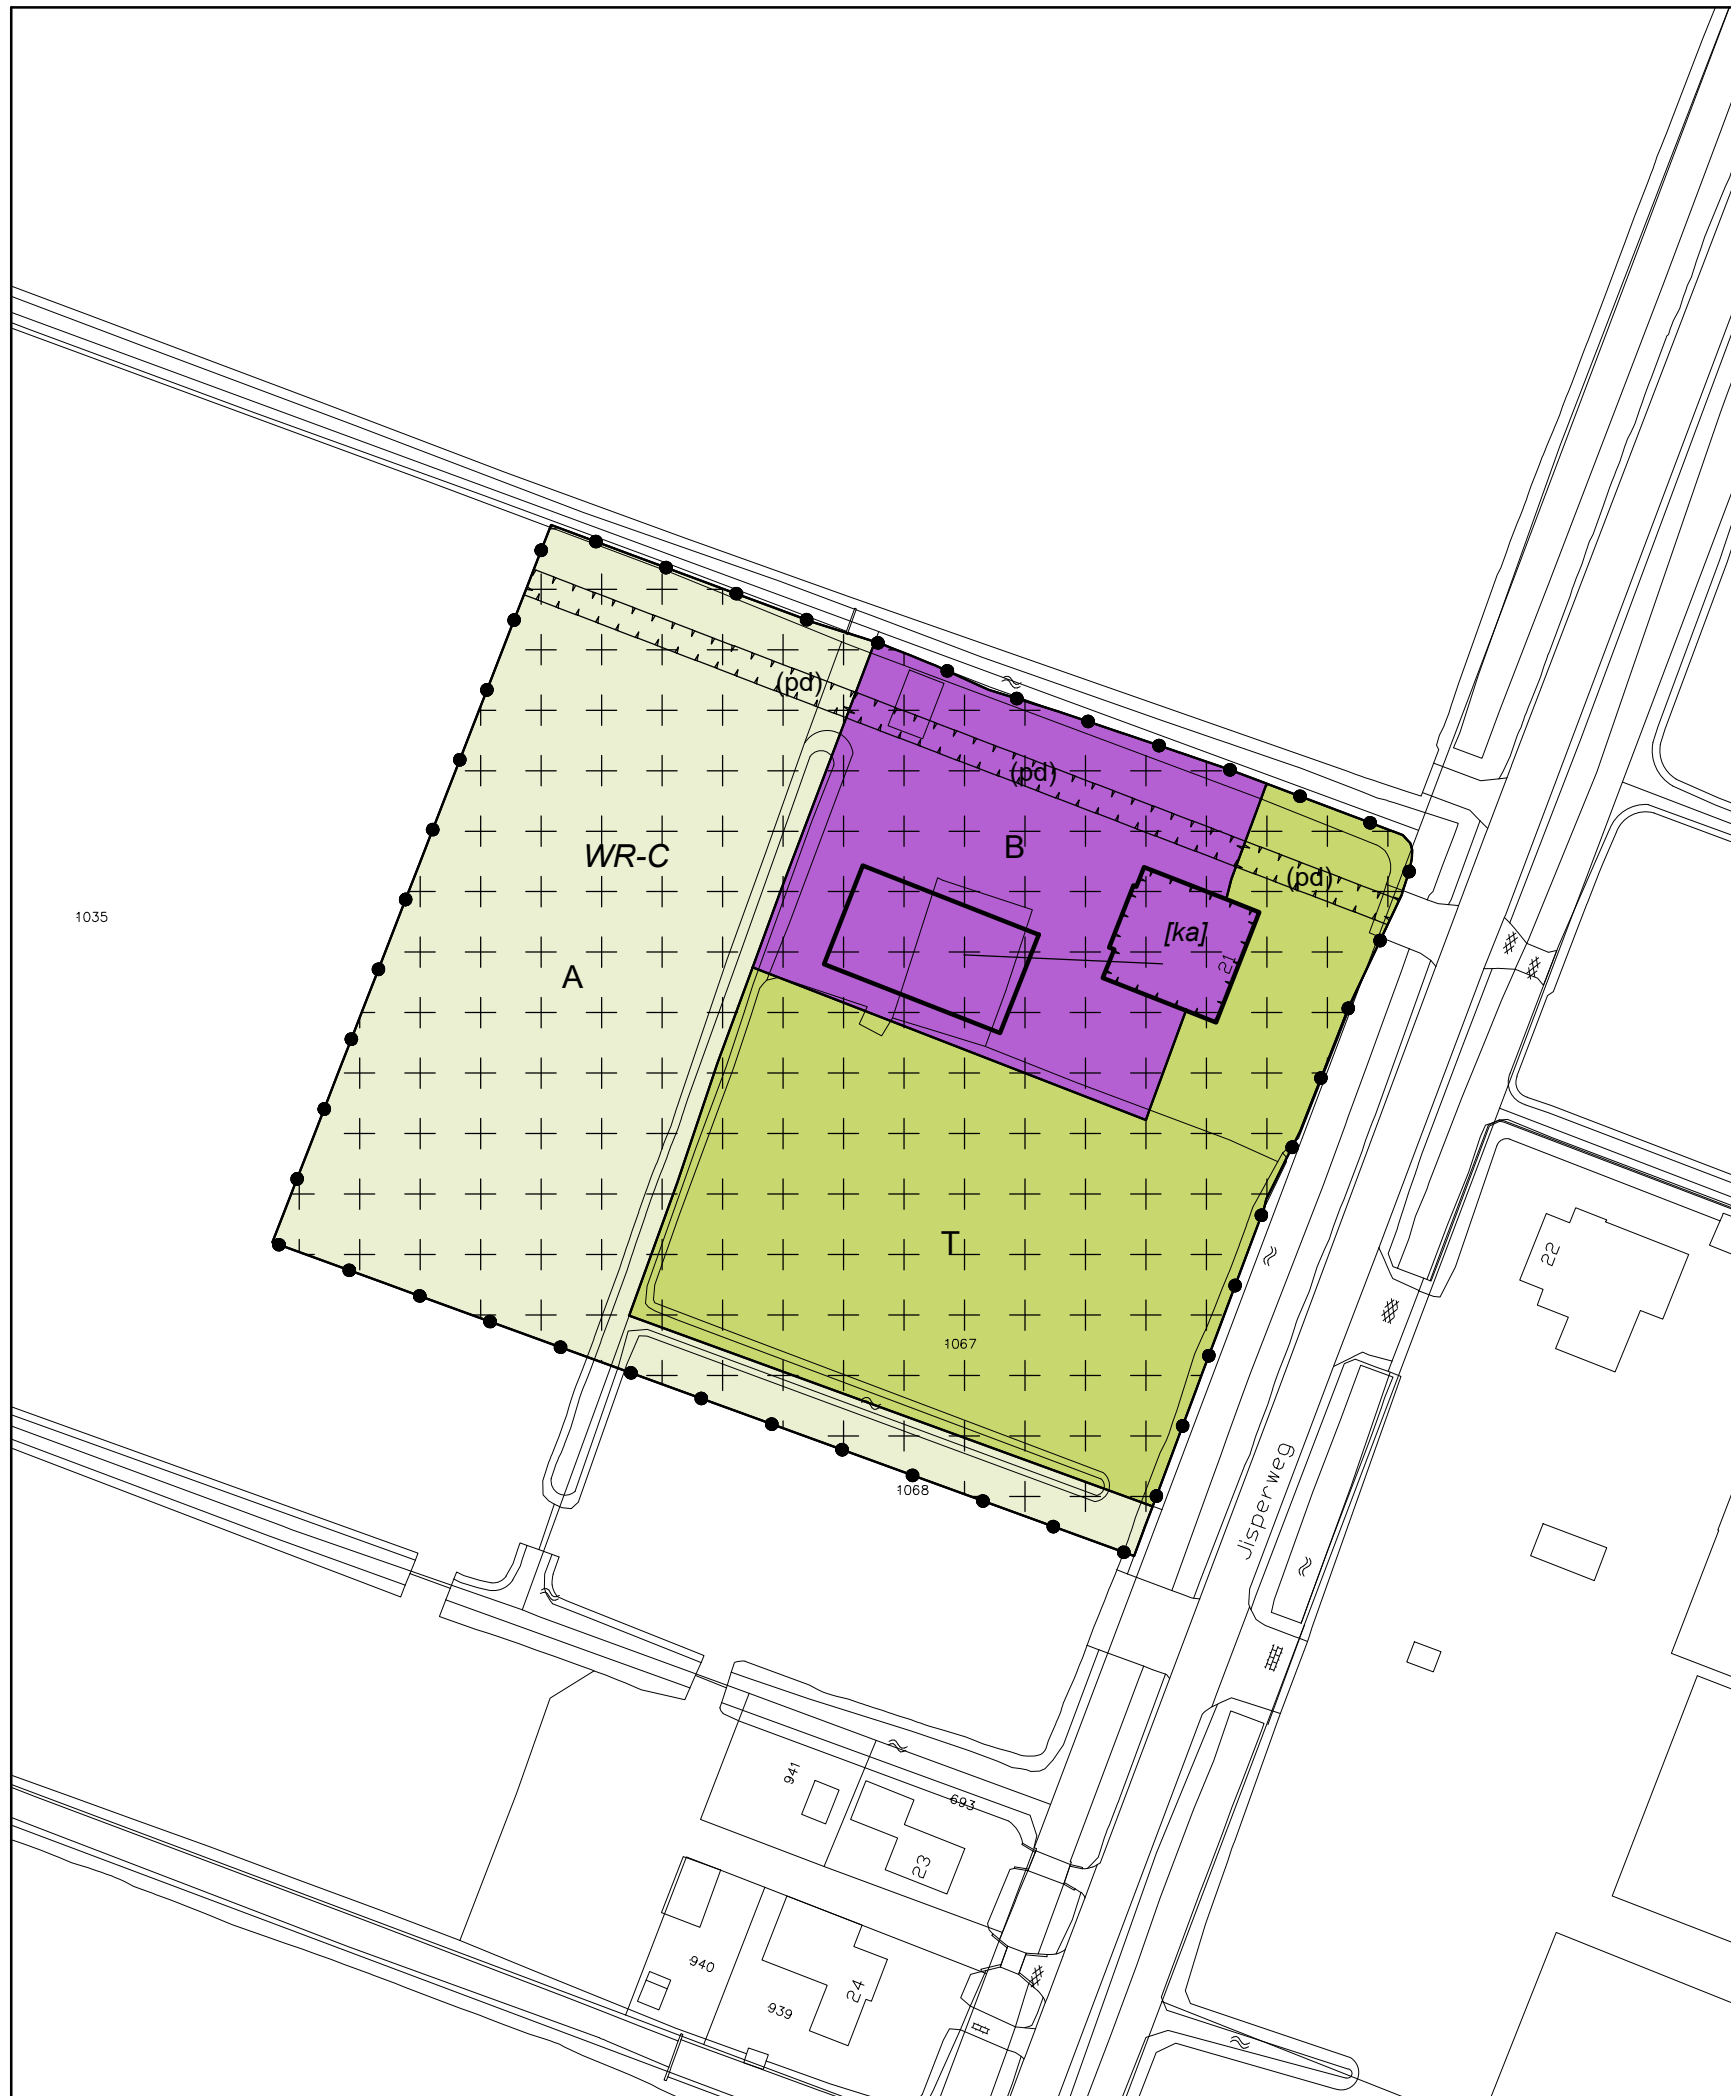 (pd)
(pd)
B
WR-C
(pd)
1035
[ka]
21
A
T
22
1067
Jisperweg
1068
941
693
23
940
24
939